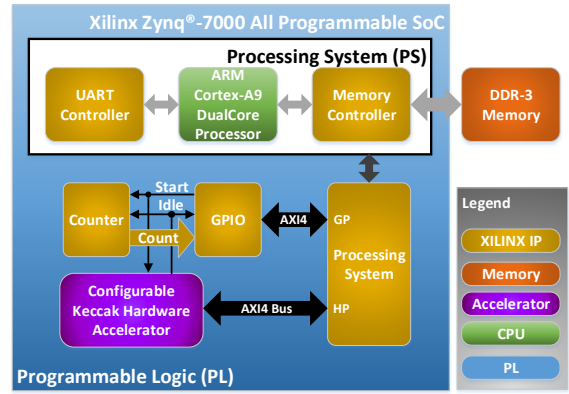 Xilinx Zynq®-7000 All Programmable SoC
Processing System (PS)
UART
Controller
ARM
Cortex-A9
DualCore
Processor
Memory
Controller
DDR-3
Memory
Start
Idle
Counter
GPIO
Count
AXI4
GP
Processing
System
Configurable
Keccak Hardware
Accelerator
AXI4 Bus
HP
Programmable Logic (PL)
Legend
XILINX IP
Memory
Accelerator
CPU
PL